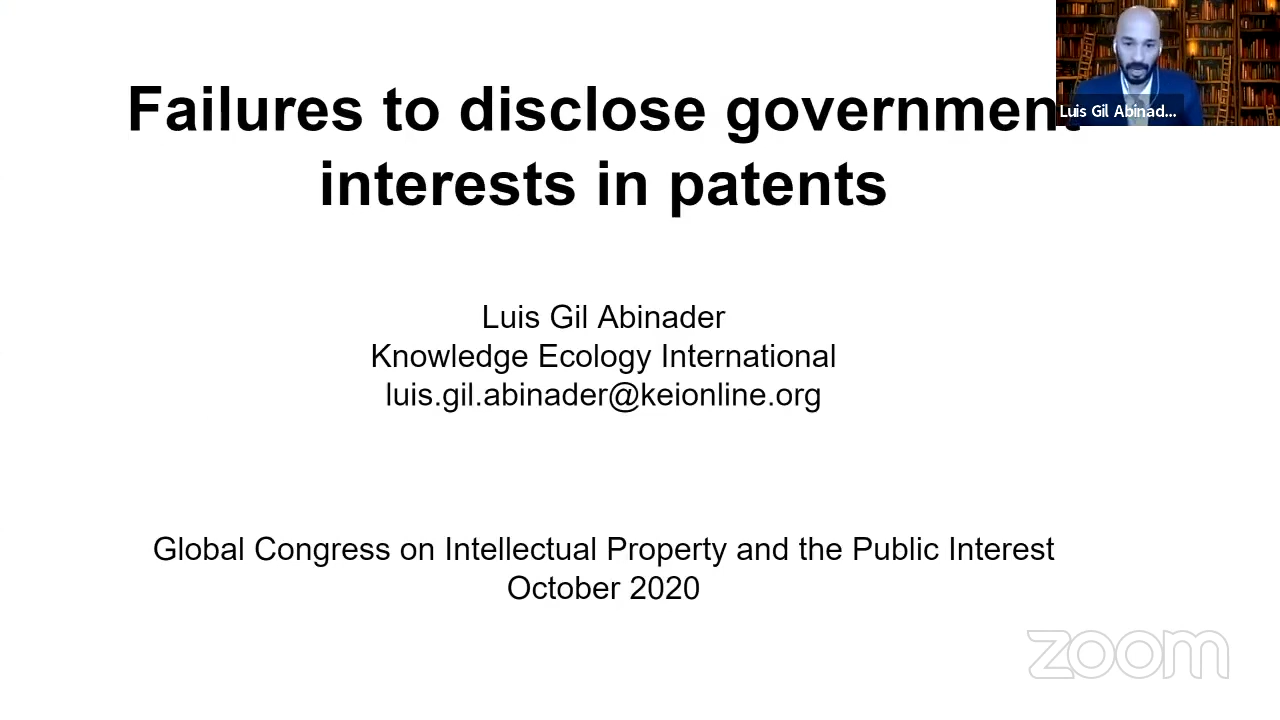 Failures to disclose government
interests in patents
Luis Gil Abinad...
Luis Gil Abinader
Knowledge Ecology International
luis.gil.abinader@keionline.org
Global Congress on Intellectual Property and the Public Interest
October 2020
zoom